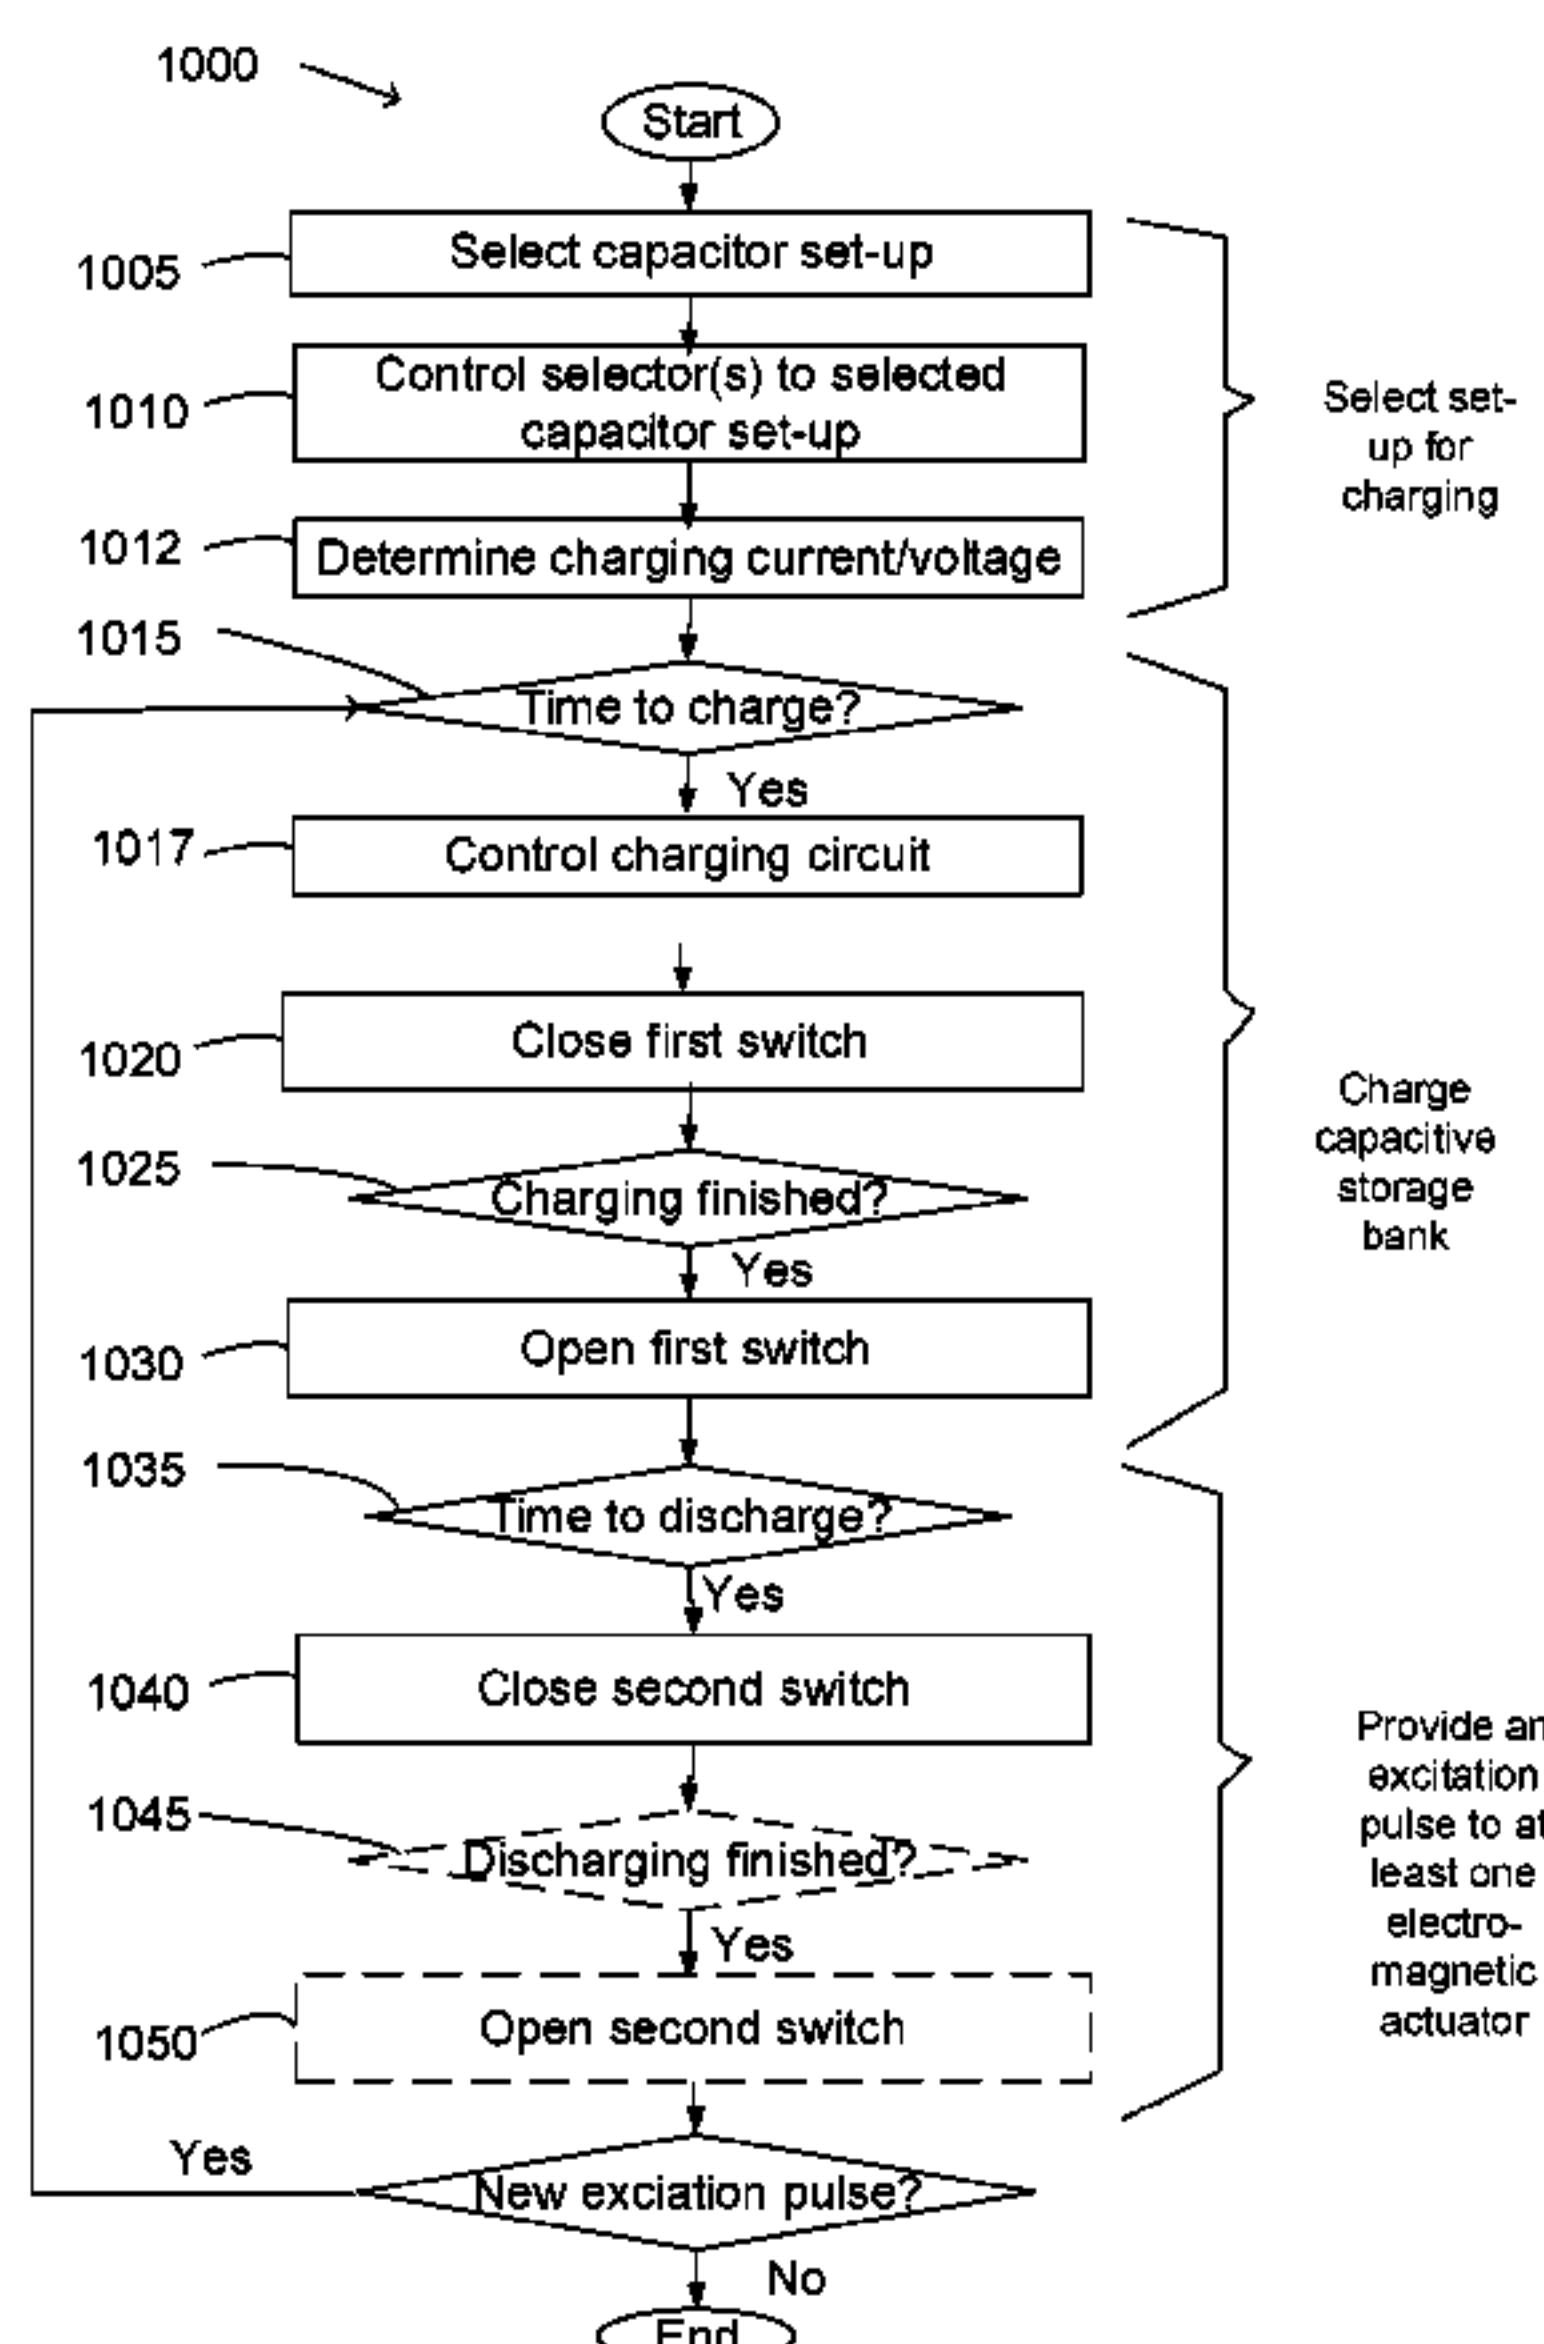 1000
Start
1005
Select capacitor set-up
1010
Control selector(s) to selected
capacitor set-up
1012
Determine charging current/voltage
Select set-
up for
charging
1015
Time to charge?
Yes
1017
Control charging circuit
1020
Close first switch
1025
Charging finished?
Yes
1030
Open first switch
Charge
capacitive
storage
bank
1035
Time to discharge?
Yes
1040
Close second switch
1045
Discharging finished?
Yes
1050
Open second switch
Provide an
excitation
pulse to at
least one
electro-
magnetic
actuator
Yes
New exciation pulse?
No
End